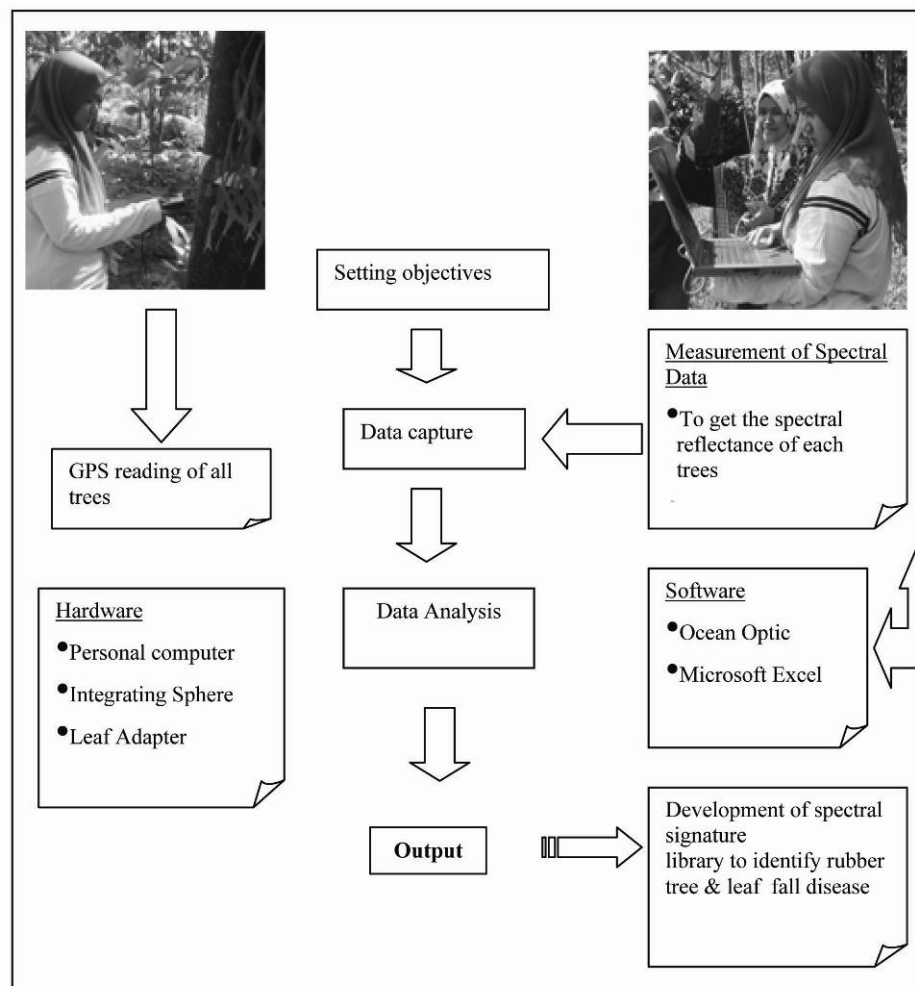 Setting objectives
Measurement of Spectral
Data
●To get the spectral
reflectance of each
trees
Data capture
GPS reading of all
trees
Hardware
●Personal computer
●Integrating Sphere
●Leaf Adapter
Data Analysis
Software
●Ocean Optic
●Microsoft Excel
Output
Development of spectral
signature
library to identify rubber
tree & leaf fall disease